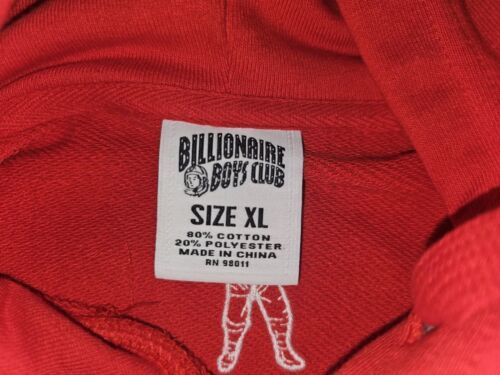 BILLIONAIRE
BOYS CLUB
SIZE XL
80% COTTON
20% POLYESTER
MADE IN CHINA
RN 98011